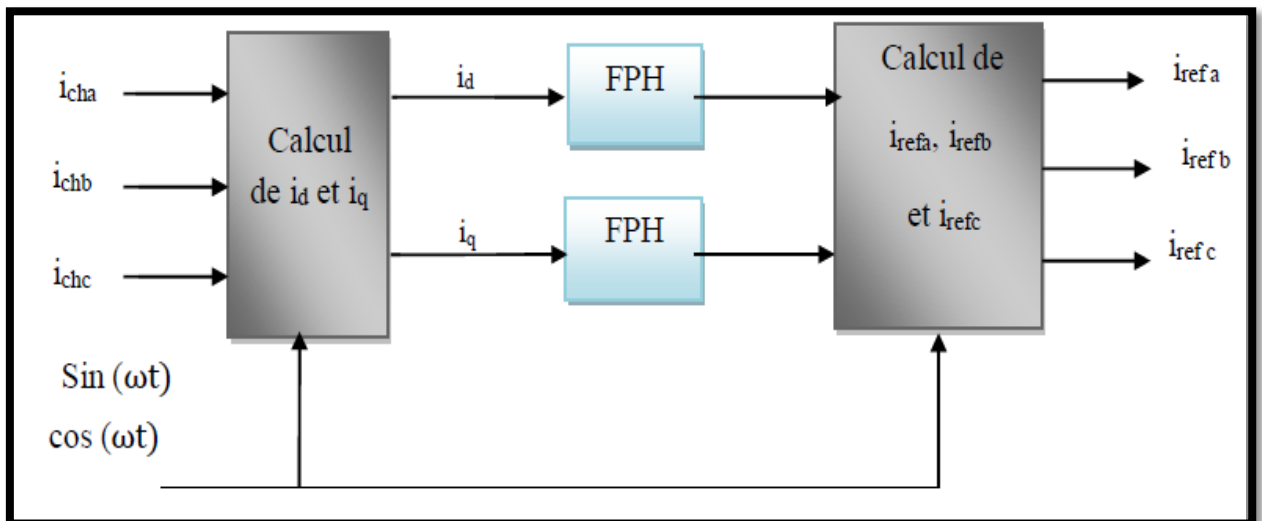 i_cha
i_chb
i_chc
Calcul
de i_d et i_q
i_d
i_q
FPH
FPH
Calcul de
i_refa, i_refb
et i_refc
i_ref a
i_ref b
i_ref c
Sin (ωt)
cos (ωt)